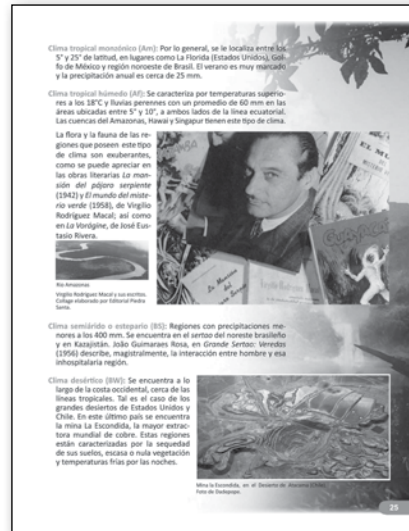 Clima tropical monzónico (Am): Por lo general, se le localiza entre los
5° y 25° de latitud, en lugares como La Florida (Estados Unidos), Gol-
fo de México y región noroeste de Brasil. El verano es muy marcado
y la precipitación anual es cerca de 25 mm.
Clima tropical húmedo (Af): Se caracteriza por temperaturas superio-
res a los 18°C y lluvias perennes con un promedio de 60 mm en las
áreas ubicadas entre 5° y 10°, a ambos lados de la línea ecuatorial.
Las cuencas del Amazonas, Hawai y Singapur tienen este tipo de clima.
La flora y la fauna de las re-
giones que poseen este tipo
de clima son exuberantes,
como se puede apreciar en
las obras literarias La man-
sión del pájaro serpiente
(1942) y El mundo del miste-
rio verde (1958), de Virgilio
Rodríguez Macal; así como
en La Vorágine, de José Eus-
tasio Rivera.
Río Amazonas
Virgilio Rodríguez Macal y sus escritos.
Collage elaborado por Editorial Piedra
Santa.
EL MU
GUAYACAN
La Mansion
del
Clima semiárido o estepario (BS): Regiones con precipitaciones me-
nores a los 400 mm. Se encuentra en el sertao del noreste brasileño
y en Kazajistán. João Guimaraes Rosa, en Grande Sertao: Veredas
(1956) describe, magistralmente, la interacción entre hombre y esa
inhospitalaria región.
Clima desértico (BW): Se encuentra a lo
largo de la costa occidental, cerca de las
líneas tropicales. Tal es el caso de los
grandes desiertos de Estados Unidos y
Chile. En este último país se encuentra
la mina La Escondida, la mayor extrac-
tora mundial de cobre. Estas regiones
están caracterizadas por la sequedad
de sus suelos, escasa o nula vegetación
y temperaturas frías por las noches.
Mina la Escondida, en el Desierto de Atacama (Chile).
Foto de Dadopope.
25